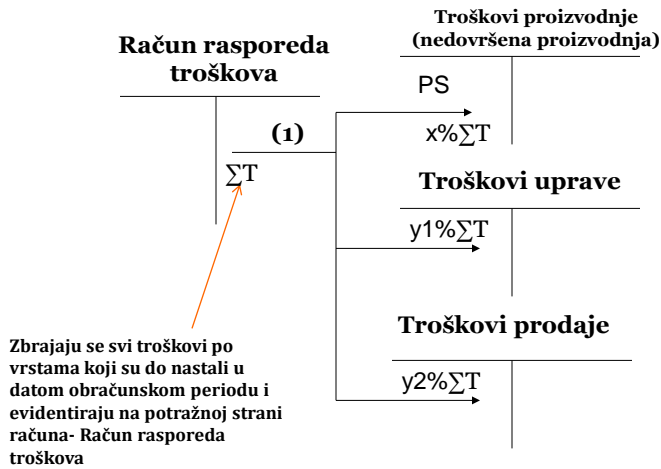 Račun rasporeda
troškova
(1)
∑T
Troškovi proizvodnje
(nedovršena proizvodnja)
PS
x%∑T
Troškovi uprave
y1%∑T
Troškovi prodaje
y2%∑T
Zbrajaju se svi troškovi po
vrstama koji su do nastali u
datom obračunskom periodu i
evidentiraju na potražnoj strani
računa- Račun rasporeda
troškova